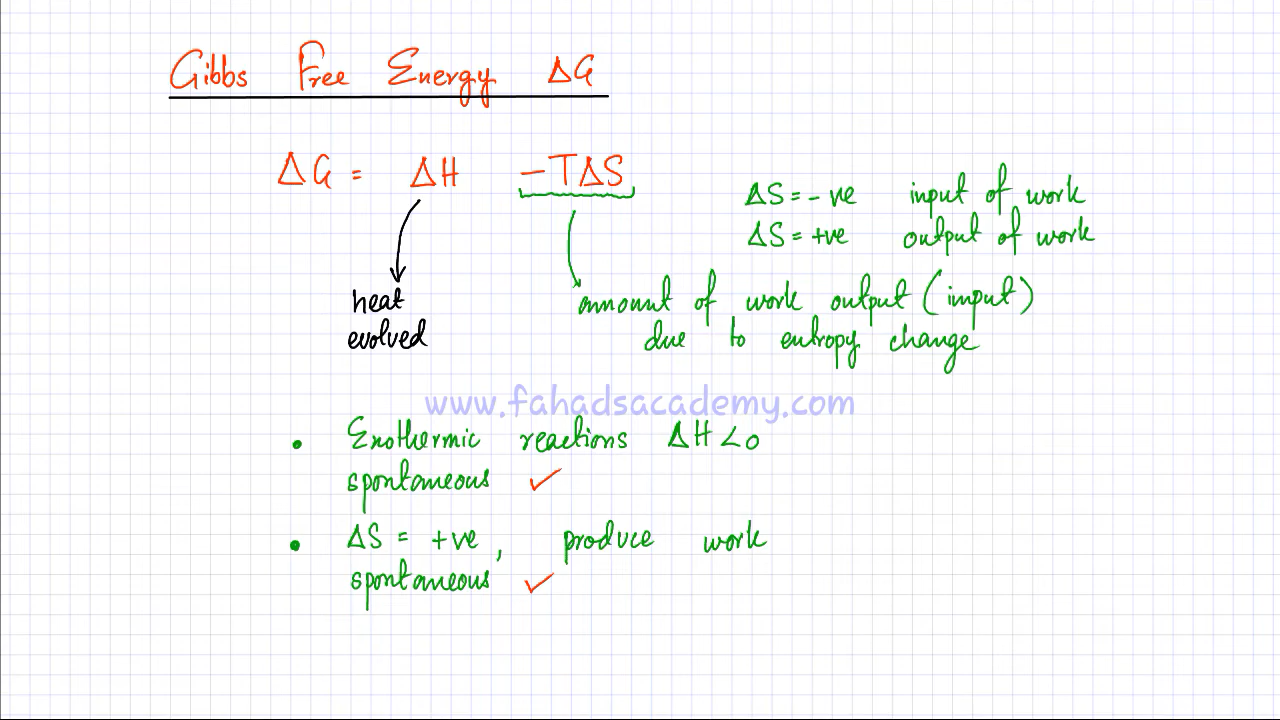 Gibbs Free Energy ΔG
ΔG = ΔH -TΔS
ΔS = -ve input of work
ΔS = +ve output of work
heat
evolved
amount of work output (input)
due to entropy change
www.fahadsacademy.com
• Exothermic reactions ΔH<0
spontaneous ✓
• ΔS = +ve, produce work
spontaneous ✓